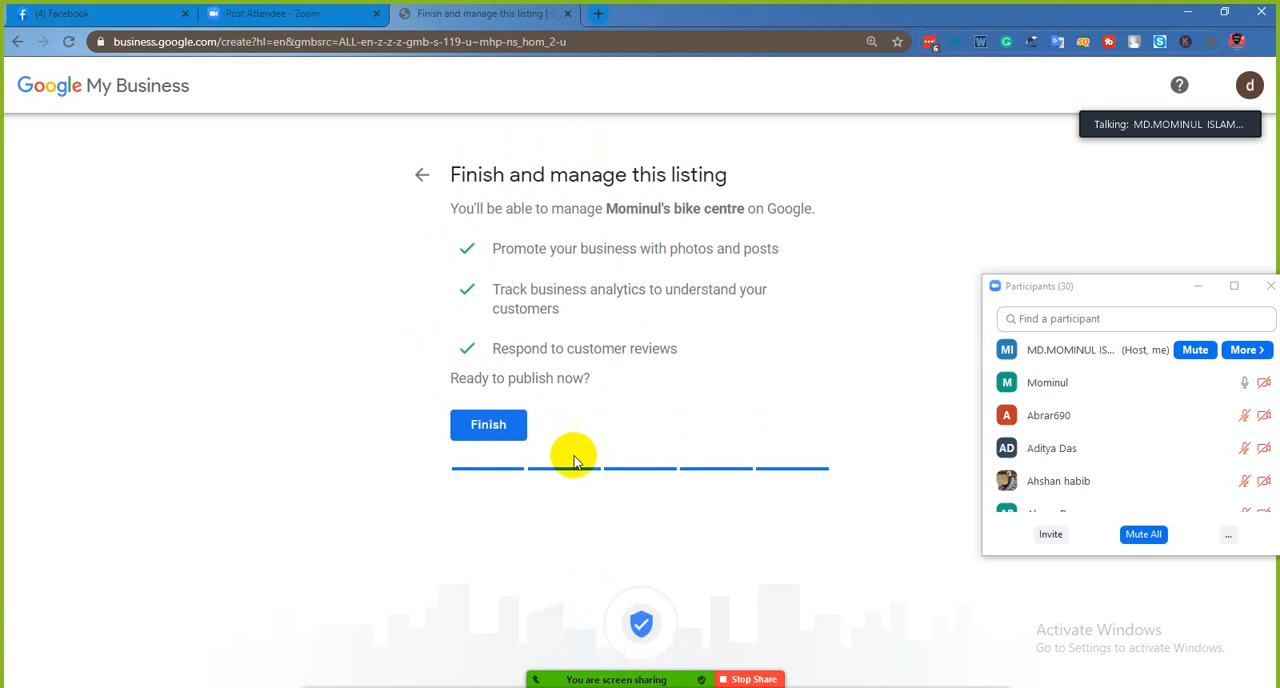 (4) Facebook
Post Attendee - Zoom
Finish and manage this listing |
business.google.com/create?hl=en&gmbsrc=ALL-en-z-z-z-gmb-s-119-u~mhp-ns_hom_2-u
6
Google My Business
d
Talking: MD.MOMINUL ISLAM...
Finish and manage this listing
You'll be able to manage Mominul's bike centre on Google.
Promote your business with photos and posts
Track business analytics to understand your
customers
Respond to customer reviews
Ready to publish now?
Finish
Participants (30)
Find a participant
MI MD.MOMINUL IS... (Host, me) Mute More >
M Mominul
A Abrar690
AD Aditya Das
Ahshan habib
Invite Mute All ...
Activate Windows
Go to Settings to activate Windows.
You are screen sharing Stop Share